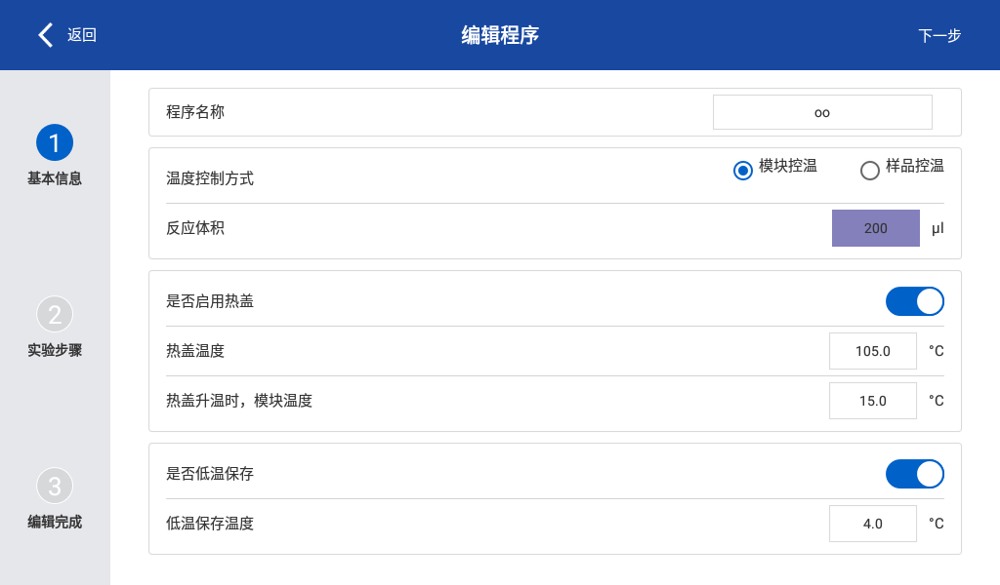 返回
编辑程序
下一步
1
基本信息
2
实验步骤
3
编辑完成
程序名称
oo
温度控制方式
模块控温
样品控温
反应体积
200
μl
是否启用热盖
热盖温度
105.0
°C
热盖升温时，模块温度
15.0
°C
是否低温保存
低温保存温度
4.0
°C